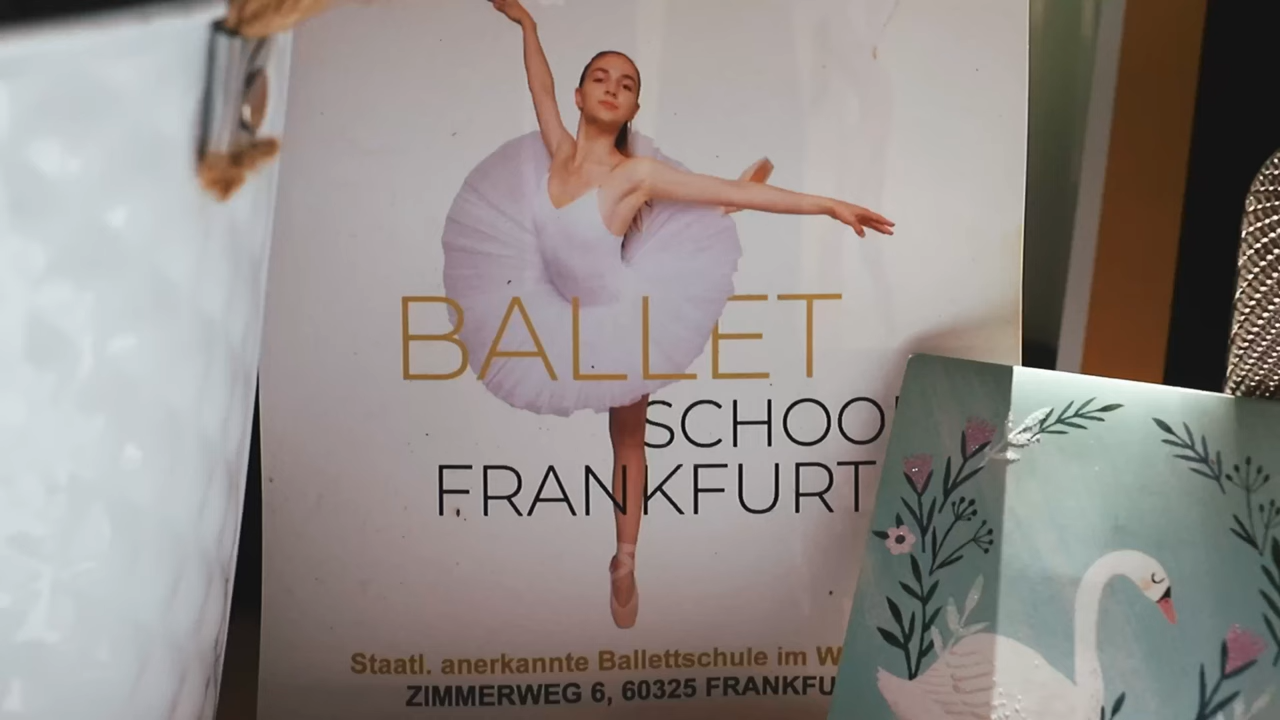 BALLET
SCHOO
FRANKFURT
Staatl. anerkannte Ballettschule im
ZIMMERWEG 6, 60325 FRANKFU